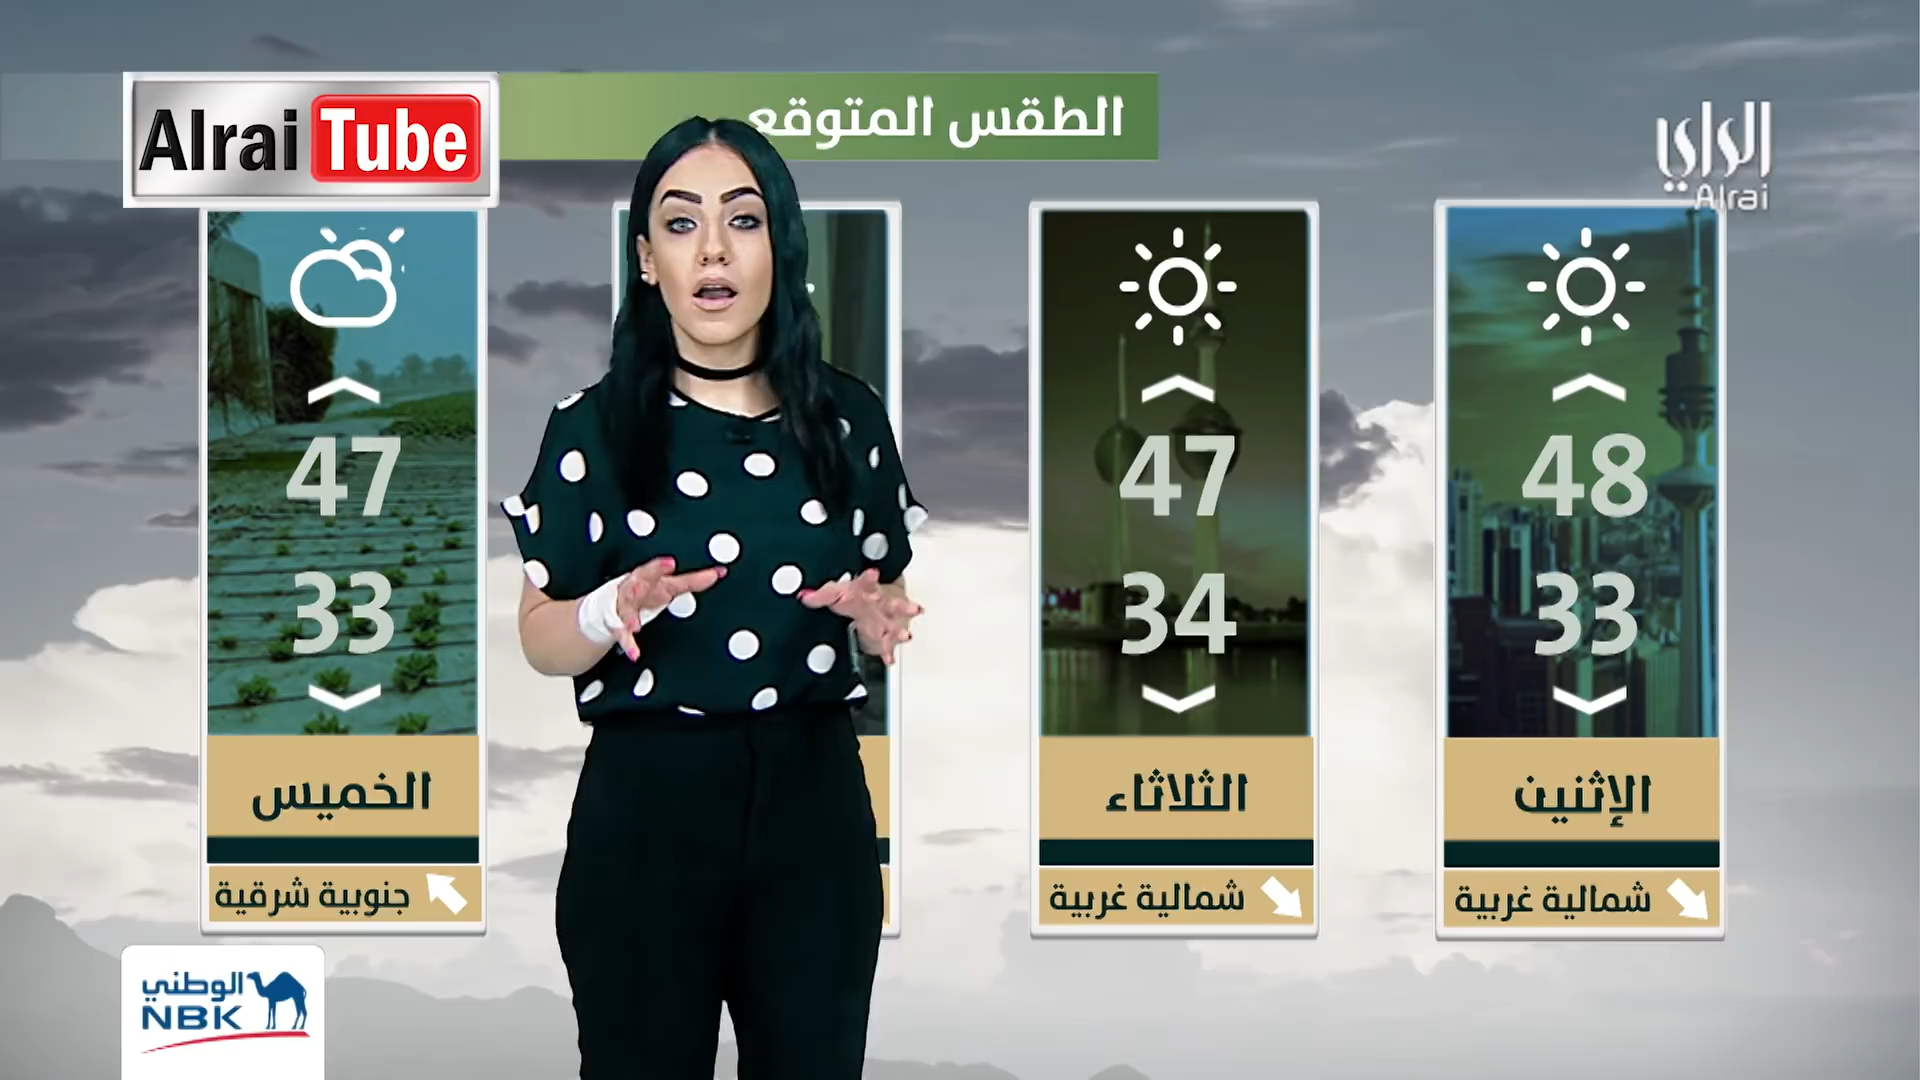 Alrai Tube
الطقس المتوقع
الراي
Alrai
48
33
الإثنين
شمالية غربية
47
34
الثلاثاء
شمالية غربية
47
33
الخميس
جنوبية شرقية
الوطني
NBK